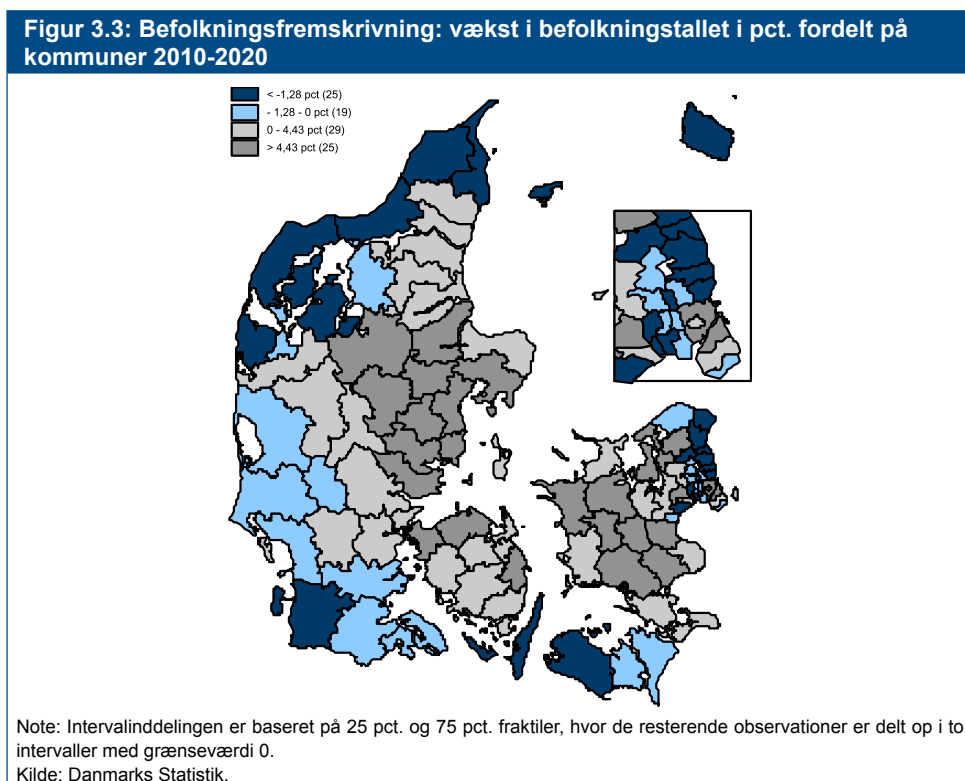 Figur 3.3: Befolkningsfremskrivning: vækst i befolkningstallet i pct. fordelt på
kommuner 2010-2020
< -1,28 pct (25)
- 1,28 - 0 pct (19)
0 - 4,43 pct (29)
> 4,43 pct (25)
Note: Intervalinddelingen er baseret på 25 pct. og 75 pct. fraktiler, hvor de resterende observationer er delt op i to
intervaller med grænseværdi 0.
Kilde: Danmarks Statistik.